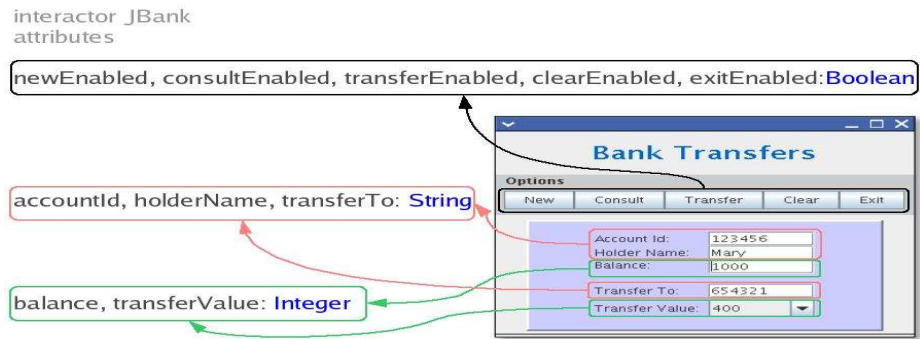 interactor JBank
attributes
newEnabled, consultEnabled, transferEnabled, clearEnabled, exitEnabled:Boolean
Bank Transfers
Options
New Consult Transfer Clear Exit
accountId, holderName, transferTo: String
Account Id: 123456
Holder Name: Mary
Balance: 1000
Transfer To: 654321
balance, transferValue: Integer
Transfer Value: 400